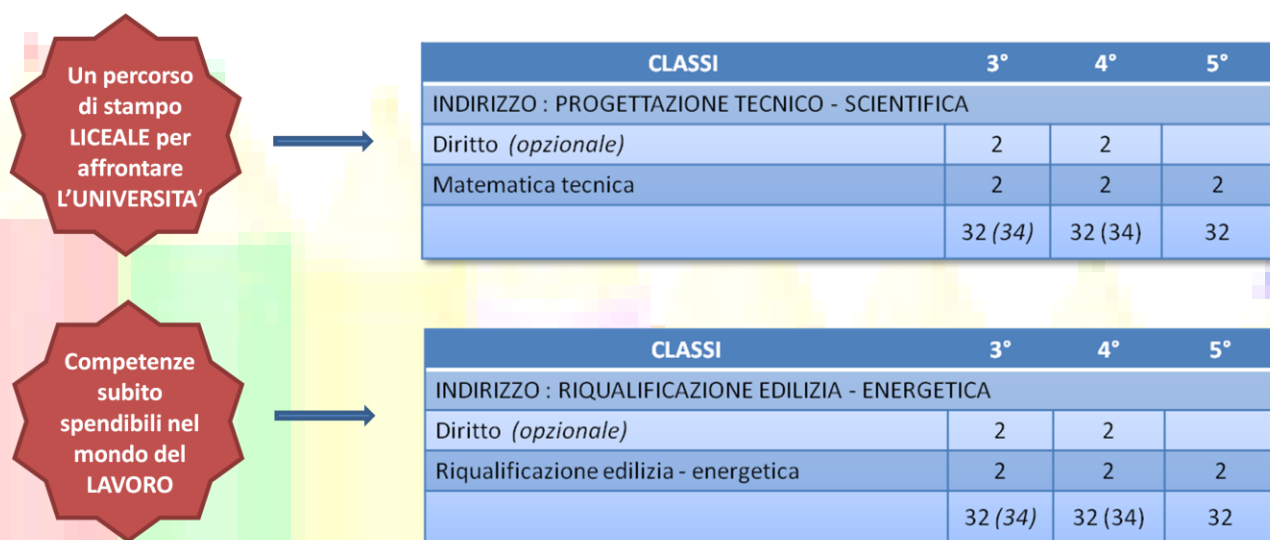 Un percorso
di stampo
LICEALE per
affrontare
L'UNIVERSITA'
CLASSI 3° 4° 5°
INDIRIZZO : PROGETTAZIONE TECNICO - SCIENTIFICA
Diritto (opzionale) 2 2
Matematica tecnica 2 2 2
32 (34) 32 (34) 32
Competenze
subito
spendibili nel
mondo del
LAVORO
CLASSI 3° 4° 5°
INDIRIZZO : RIQUALIFICAZIONE EDILIZIA - ENERGETICA
Diritto (opzionale) 2 2
Riqualificazione edilizia - energetica 2 2 2
32 (34) 32 (34) 32